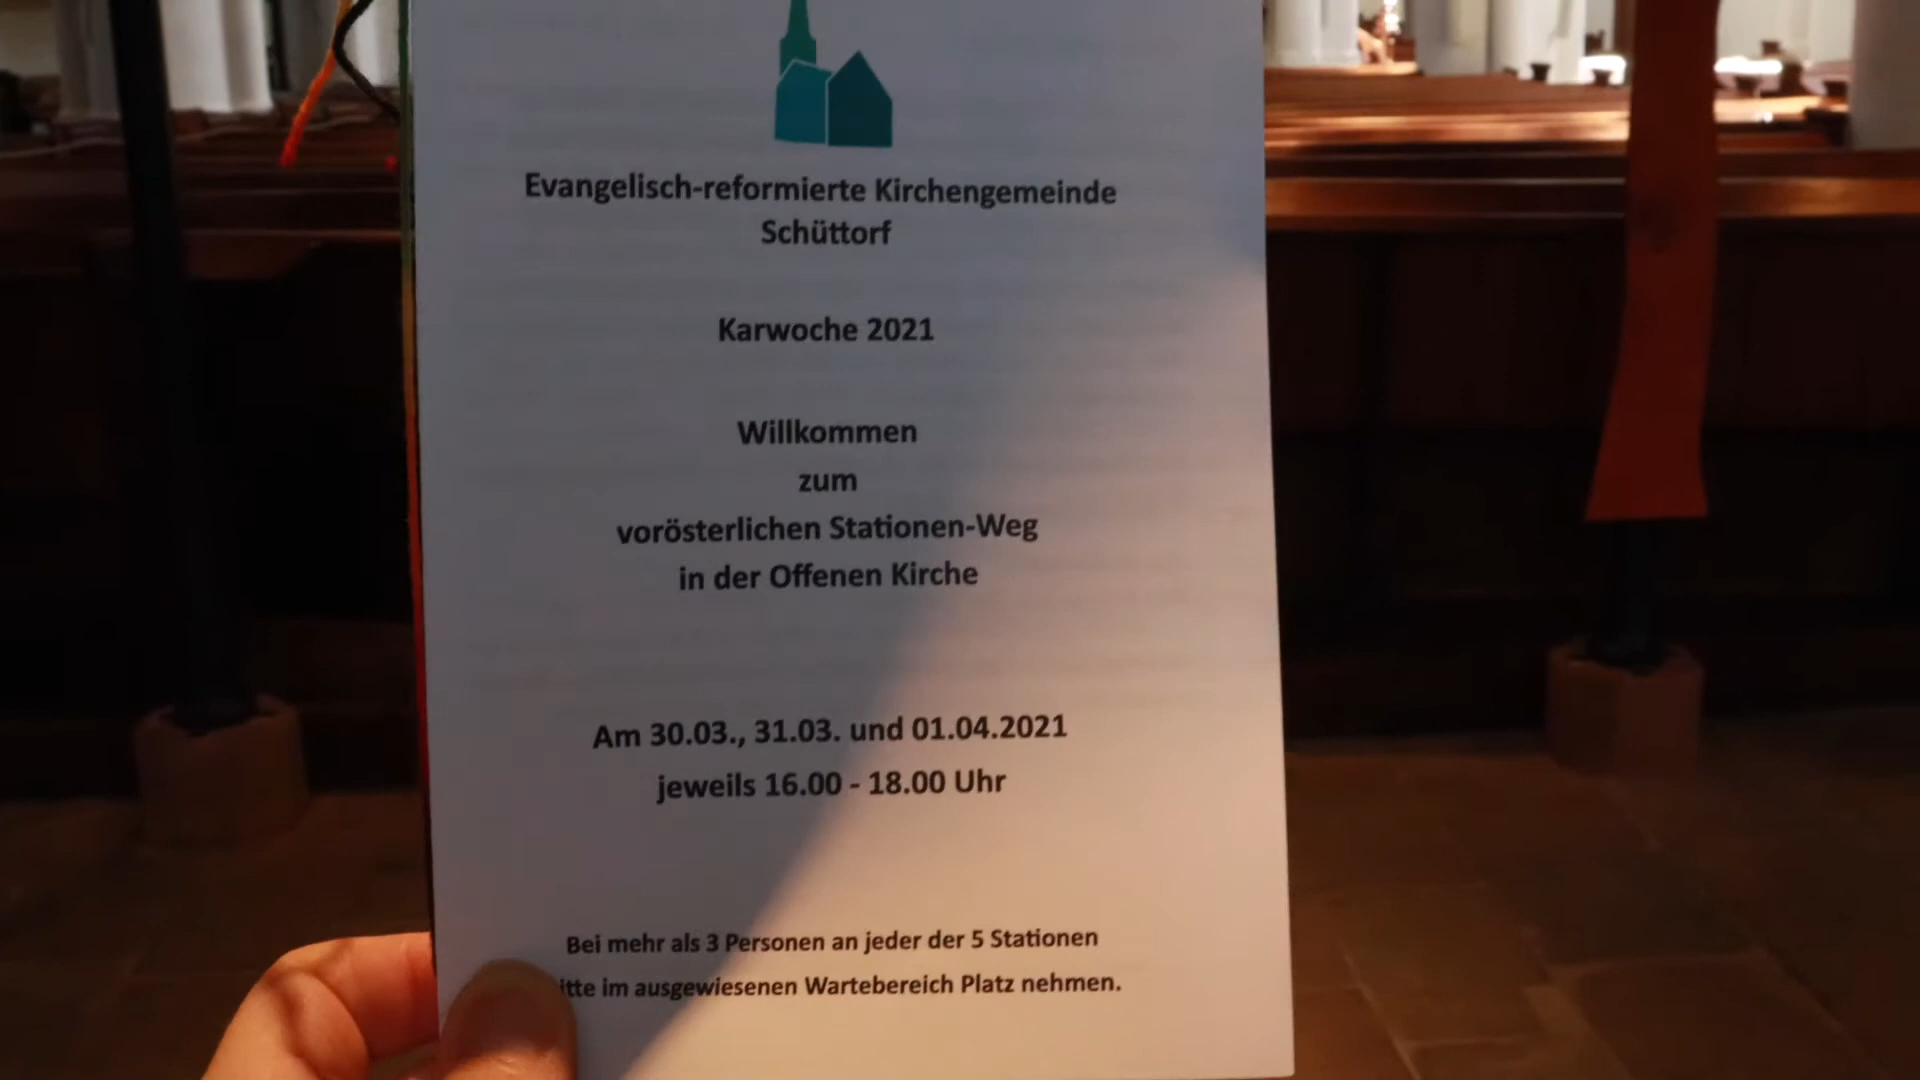 Evangelisch-reformierte Kirchengemeinde
Schüttorf
Karwoche 2021
Willkommen
zum
vorösterlichen Stationen-Weg
in der Offenen Kirche
Am 30.03., 31.03. und 01.04.2021
jeweils 16.00 - 18.00 Uhr
Bei mehr als 3 Personen an jeder der 5 Stationen
im ausgewiesenen Wartebereich Platz nehmen.